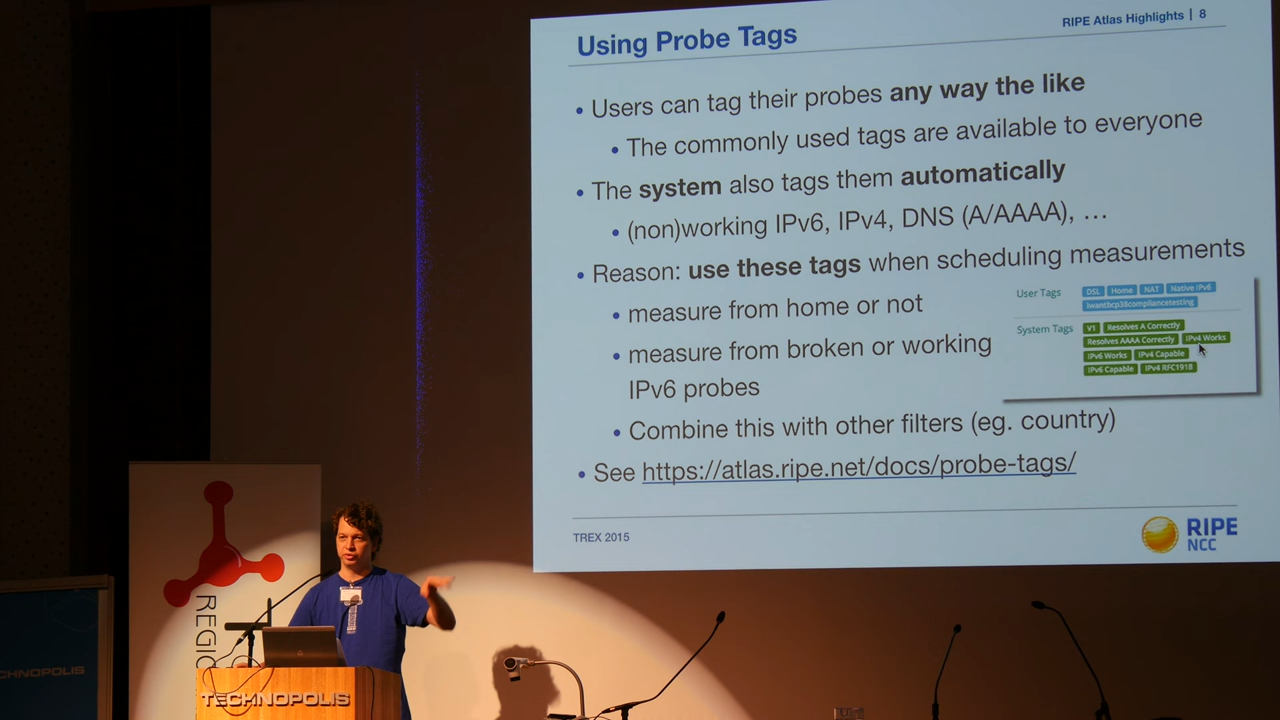 Using Probe Tags
RIPE Atlas Highlights | 8
• Users can tag their probes any way the like
• The commonly used tags are available to everyone
• The system also tags them automatically
• (non)working IPv6, IPv4, DNS (A/AAAA), …
• Reason: use these tags when scheduling measurements
• measure from home or not
• measure from broken or working
IPv6 probes
• Combine this with other filters (eg. country)
• See https://atlas.ripe.net/docs/probe-tags/
User Tags
DSL Home NAT Native IPv6
iwantbcp38compliancetesting
System Tags
V1 Resolves A Correctly
Resolves AAAA Correctly IPv4 Works
IPv6 Works IPv4 Capable
IPv6 Capable IPv4 RFC1918
TREX 2015
RIPE
NCC
REGIO
CHNOPOLIS
TECHNOPOLIS